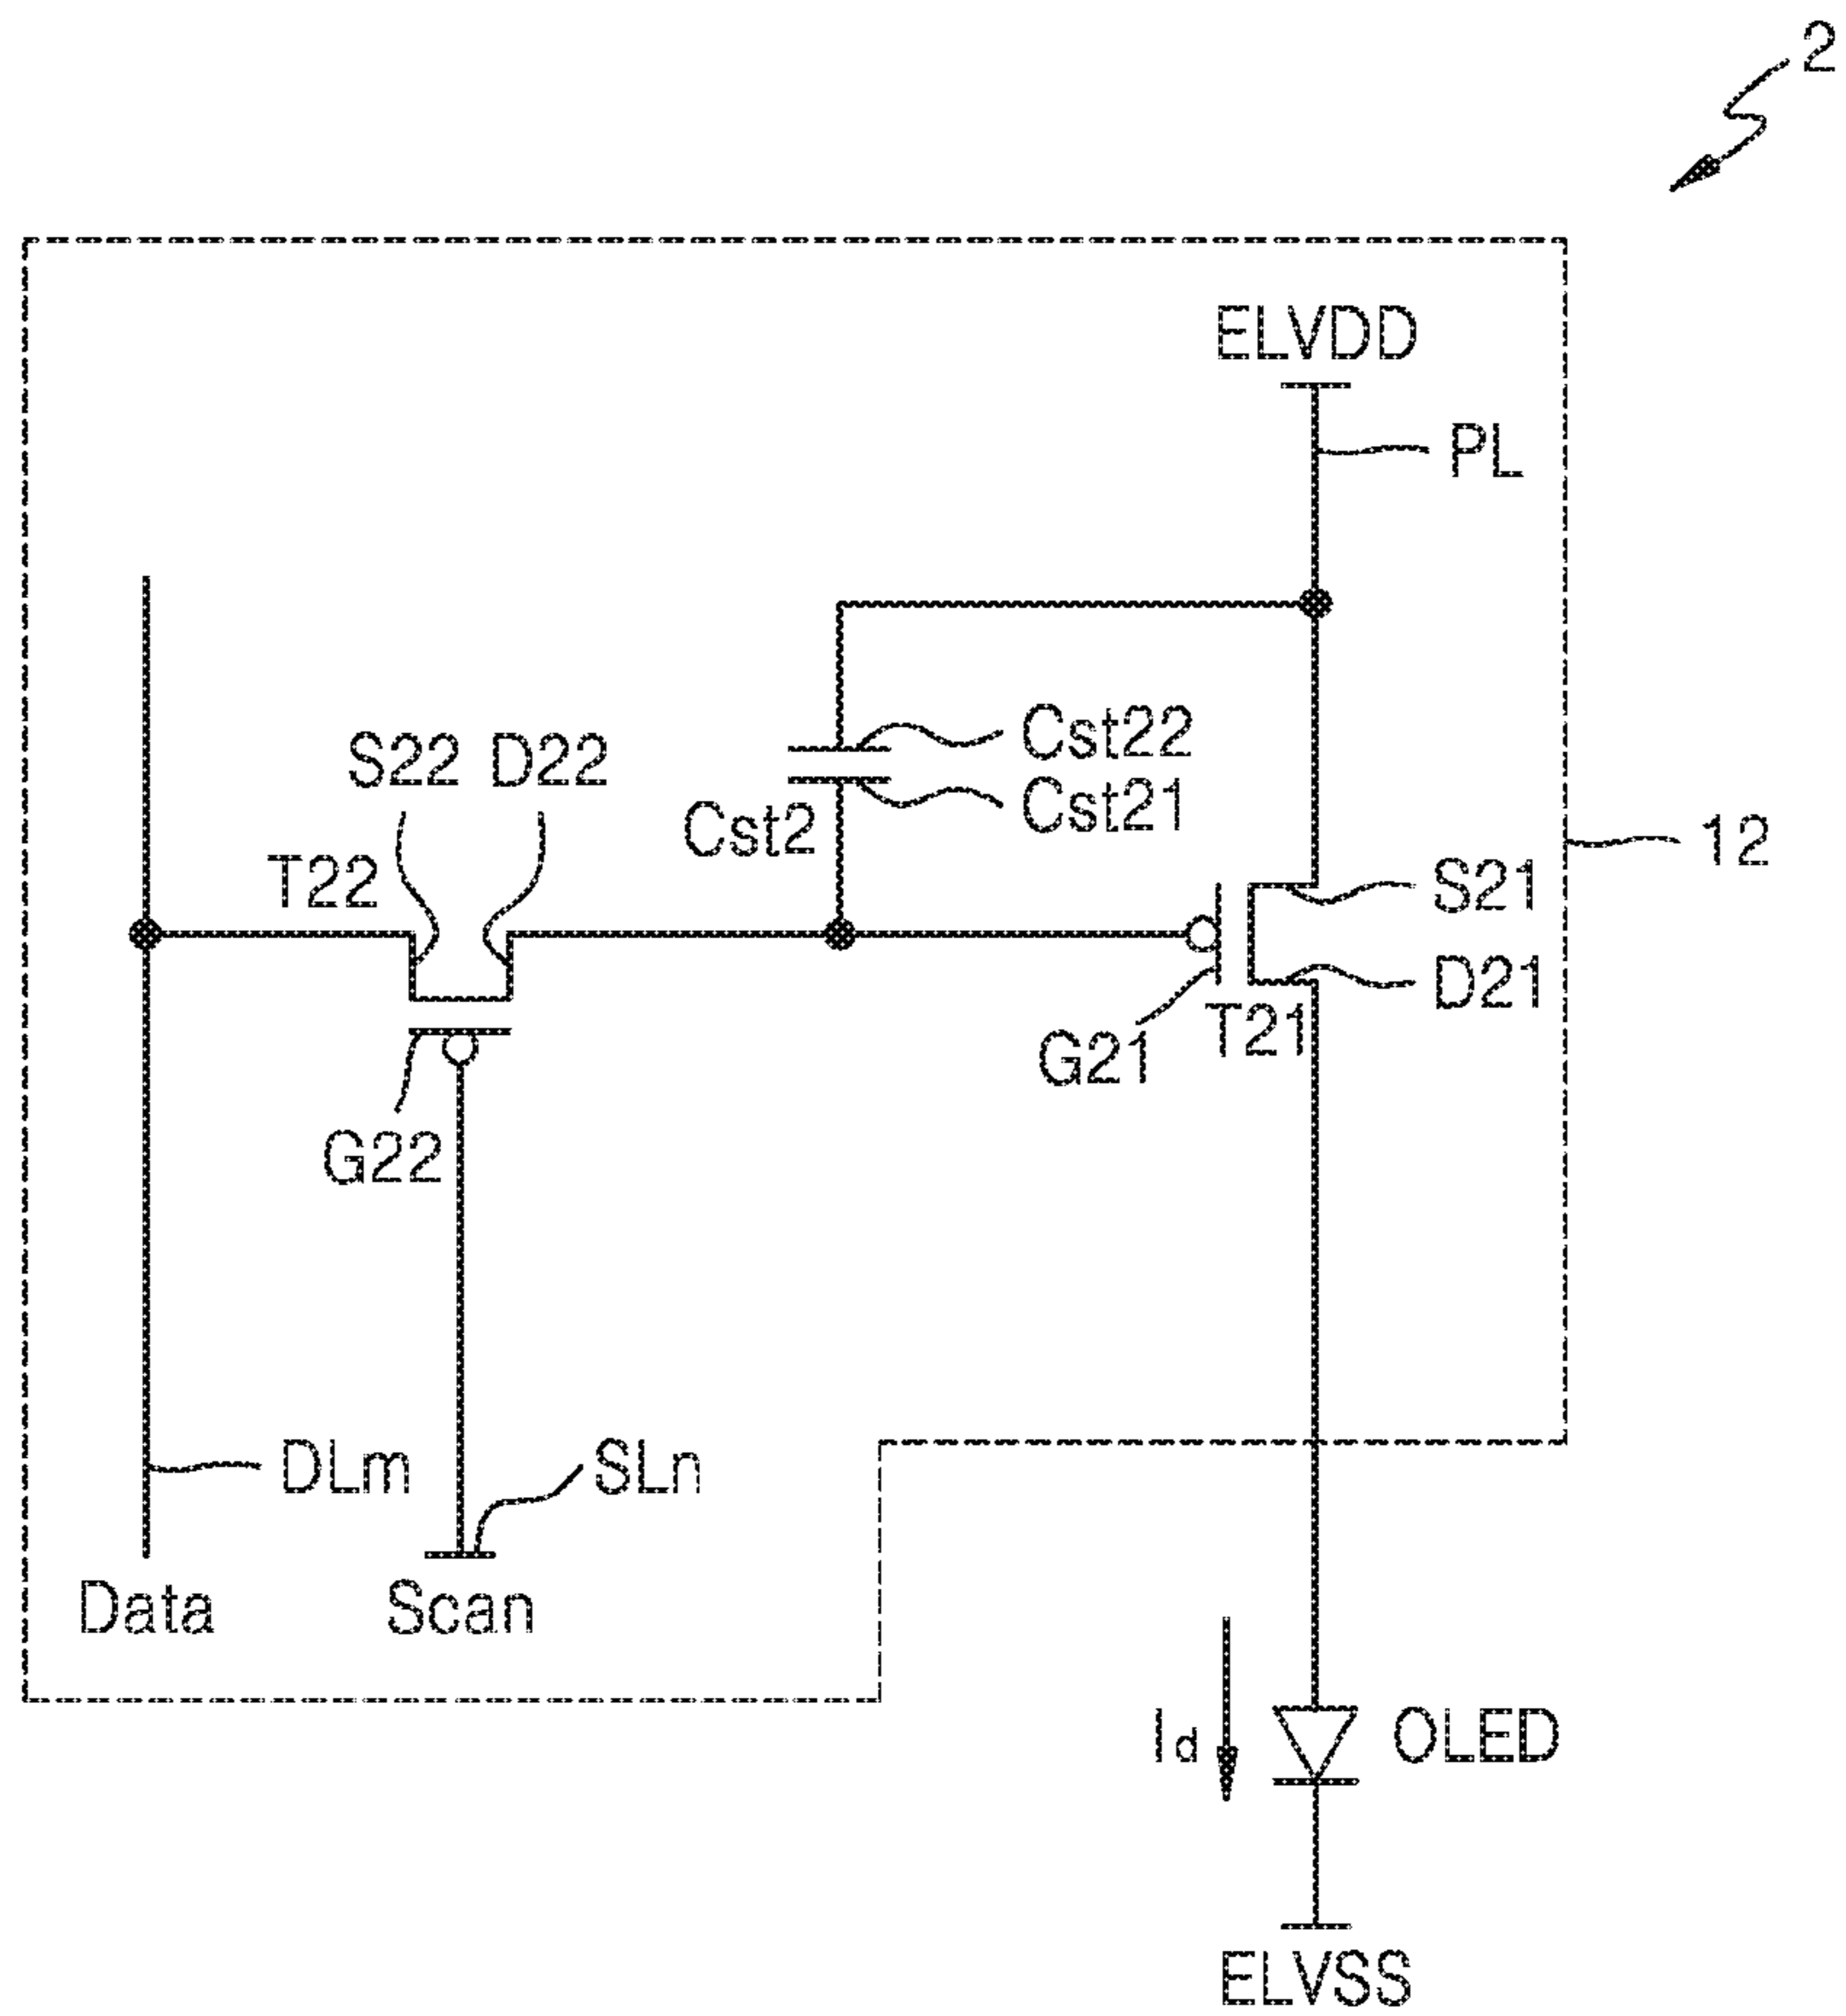 2
ELVDD
PL
Cst22
S22 D22
Cst21
Cst2
12
T22
S21
D21
T21
G21
G22
DLm
SLn
Data
Scan
Id
OLED
ELVSS